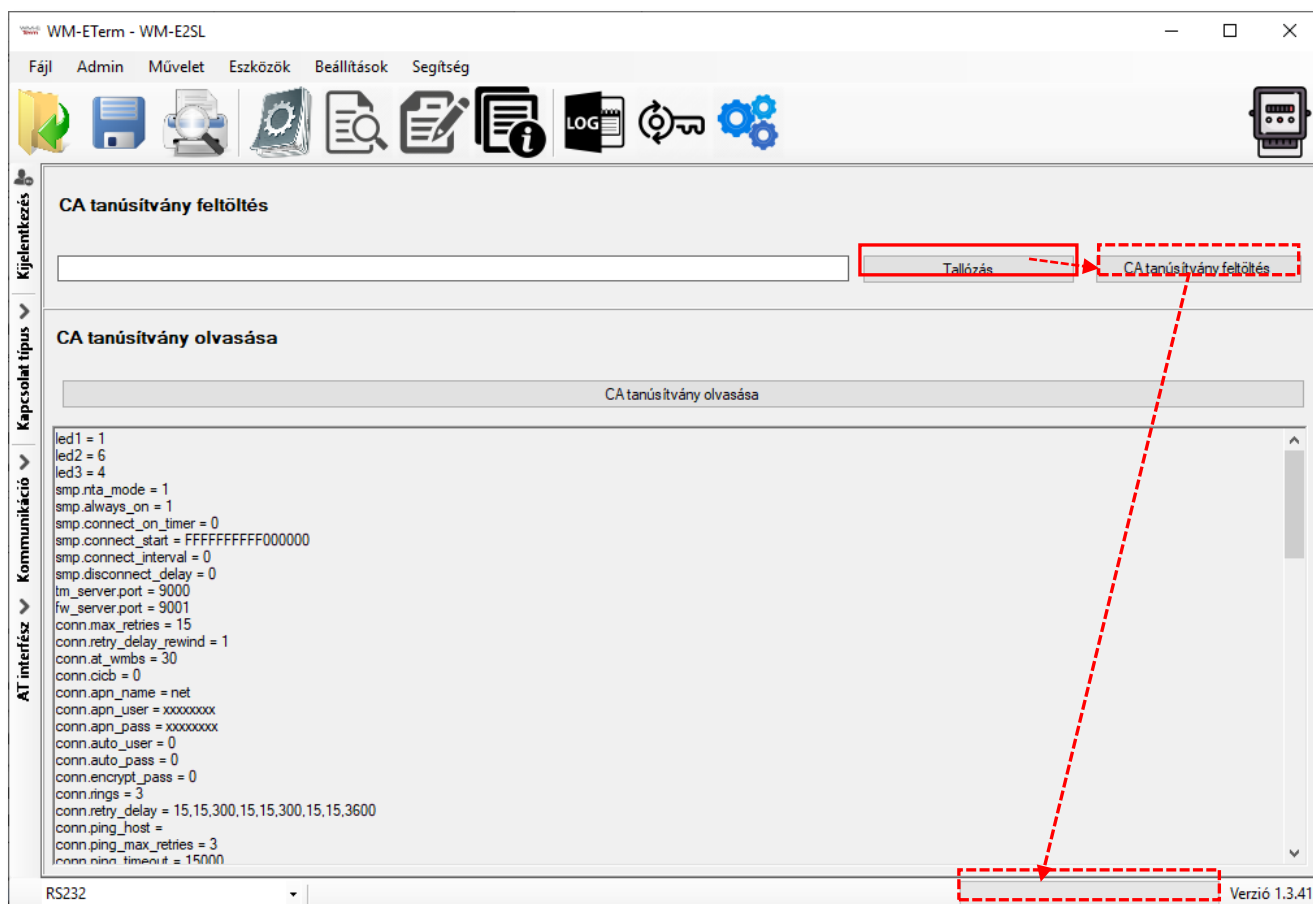 WM-ETerm - WM-E2SL
Fájl Admin Művelet Eszközök Beállítások Segítség
LOG
Kijelentkezés
Kapcsolat típus
Kommunikáció
AT interfész
CA tanúsítvány feltöltés
Tallózás
CA tanúsítvány feltöltés
CA tanúsítvány olvasása
CA tanúsítvány olvasása
led1 = 1
led2 = 6
led3 = 4
smp.nta_mode = 1
smp.always_on = 1
smp.connect_on_timer = 0
smp.connect_start = FFFFFFFFFF000000
smp.connect_interval = 0
smp.disconnect_delay = 0
tm_server.port = 9000
fw_server.port = 9001
conn.max_retries = 15
conn.retry_delay_rewind = 1
conn.at_wmbs = 30
conn.cicb = 0
conn.apn_name = net
conn.apn_user = xxxxxxxx
conn.apn_pass = xxxxxxxx
conn.auto_user = 0
conn.auto_pass = 0
conn.encrypt_pass = 0
conn.rings = 3
conn.retry_delay = 15,15,300,15,15,300,15,15,3600
conn.ping_host =
conn.ping_max_retries = 3
conn.ping_timeout = 15000
RS232
Verzió 1.3.41